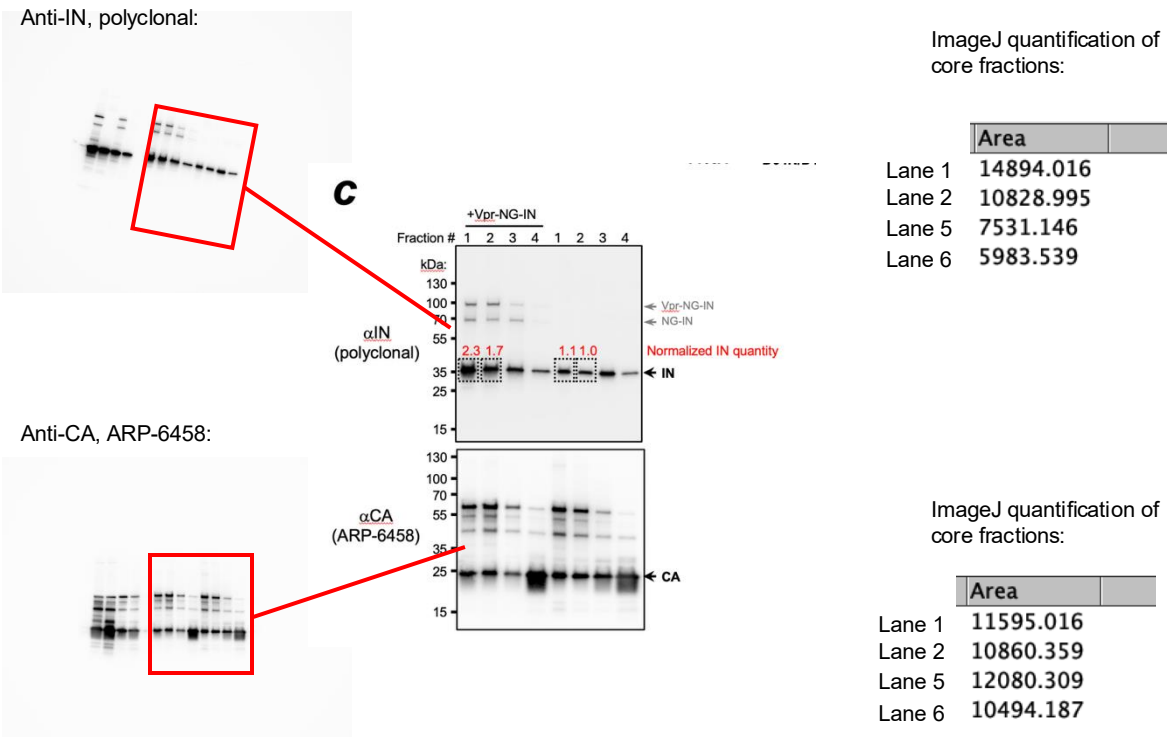 Anti-IN, polyclonal:
ImageJ quantification of
core fractions:
Area
Lane 1 14894.016
Lane 2 10828.995
Lane 5 7531.146
Lane 6 5983.539
c
+Vpr-NG-IN
Fraction # 1 2 3 4 1 2 3 4
kDa:
130
100
70
55
35
25
15
Vpr-NG-IN
NG-IN
αIN
(polyclonal)
2.3 1.7 1.1 1.0 Normalized IN quantity
IN
Anti-CA, ARP-6458:
130
100
70
55
35
25
15
αCA
(ARP-6458)
CA
ImageJ quantification of
core fractions:
Area
Lane 1 11595.016
Lane 2 10860.359
Lane 5 12080.309
Lane 6 10494.187